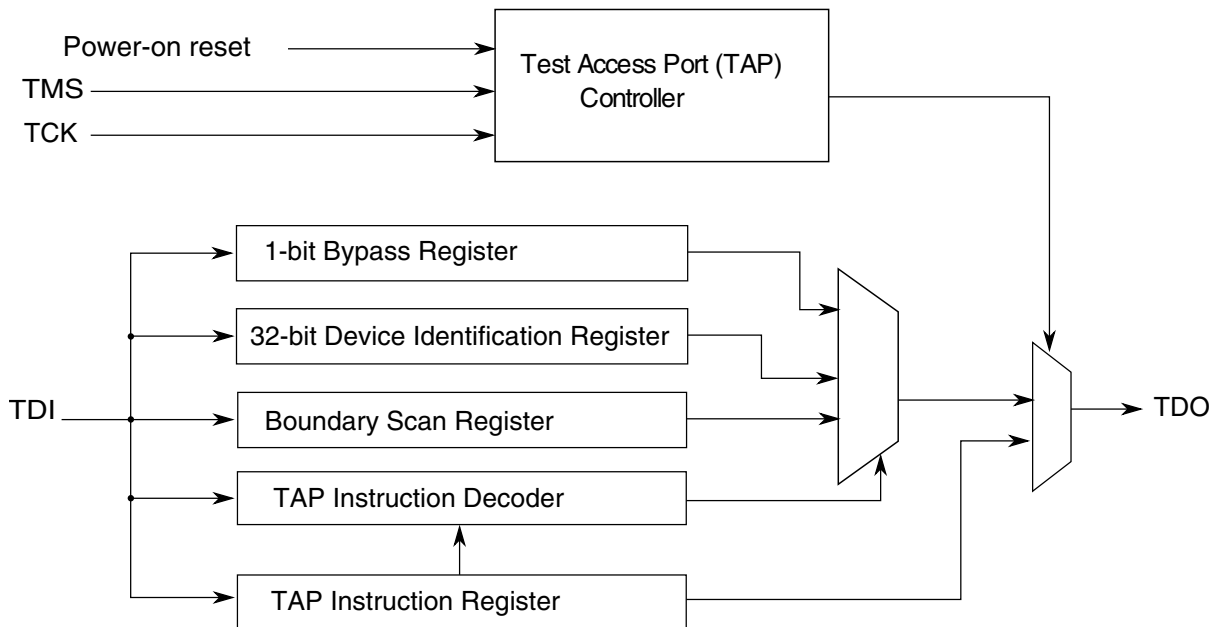 Power-on reset
TMS
TCK
Test Access Port (TAP)
Controller
1-bit Bypass Register
32-bit Device Identification Register
TDI
Boundary Scan Register
TDO
TAP Instruction Decoder
TAP Instruction Register